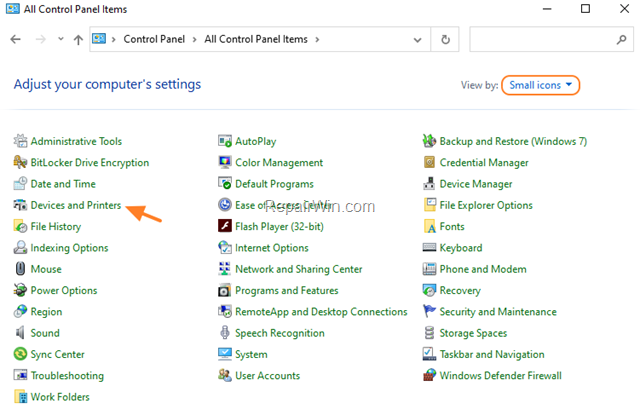 All Control Panel Items
Control Panel > All Control Panel Items >
Adjust your computer's settings
View by: Small icons
Administrative Tools
AutoPlay
Backup and Restore (Windows 7)
BitLocker Drive Encryption
Color Management
Credential Manager
Date and Time
Default Programs
Device Manager
Devices and Printers
Ease of Access Center
File Explorer Options
RepairWin.com
File History
Flash Player (32-bit)
Fonts
Indexing Options
Internet Options
Keyboard
Mouse
Network and Sharing Center
Phone and Modem
Power Options
Programs and Features
Recovery
Region
RemoteApp and Desktop Connections
Security and Maintenance
Sound
Speech Recognition
Storage Spaces
Sync Center
System
Taskbar and Navigation
Troubleshooting
User Accounts
Windows Defender Firewall
Work Folders